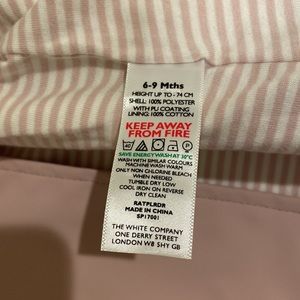 6-9 Mths
HEIGHT UP TO - 74 CM
SHELL: 100% POLYESTER
WITH PU COATING
LINING: 100% COTTON
KEEP AWAY
FROM FIRE
SAVE ENERGY WASH AT 30°C
WASH WITH SIMILAR COLOURS
MACHINE WASH WARM
ONLY NON CHLORINE BLEACH
WHEN NEEDED
TUMBLE DRY LOW
COOL IRON ON REVERSE
DRY CLEAN
RATPLRDR
MADE IN CHINA
SP17001
THE WHITE COMPANY
ONE DERRY STREET
LONDON W8 5HY GB